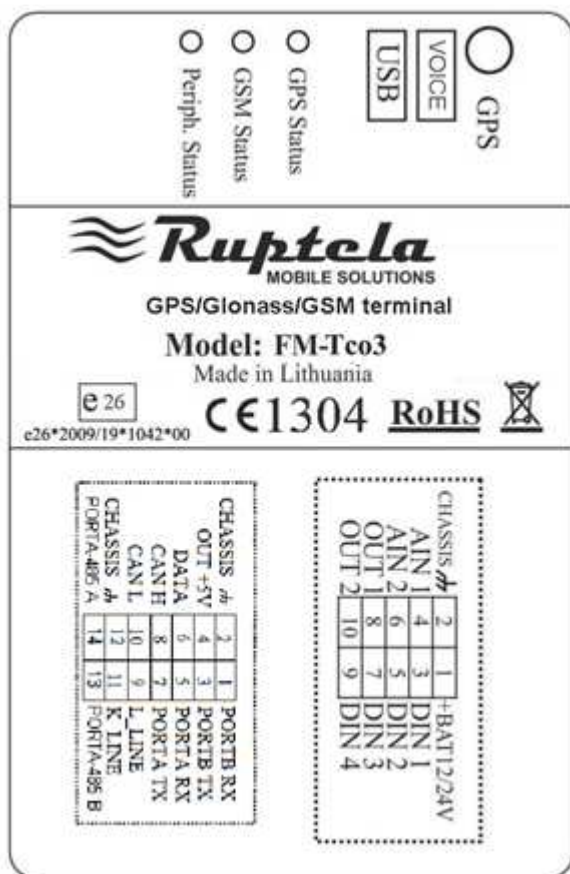 GPS
VOICE
USB
GPS Status
GSM Status
Periph. Status
Ruptela
MOBILE SOLUTIONS
GPS/Glonass/GSM terminal
Model: FM-Tco3
Made in Lithuania
e 26
e26*2009/19*1042*00
CE1304 RoHS
CHASSIS 2 1 PORTB RX
OUT +5V 4 3 PORTB TX
DATA 6 5 PORTA RX
CAN H 8 7 PORTA TX
CAN L 10 9 L_LINE
CHASSIS 12 11 K_LINE
PORTA-485 A 14 13 PORTA-485 B
CHASSIS 2 1 +BAT12/24V
AIN 1 4 3 DIN 1
AIN 2 6 5 DIN 2
OUT 1 8 7 DIN 3
OUT 2 10 9 DIN 4